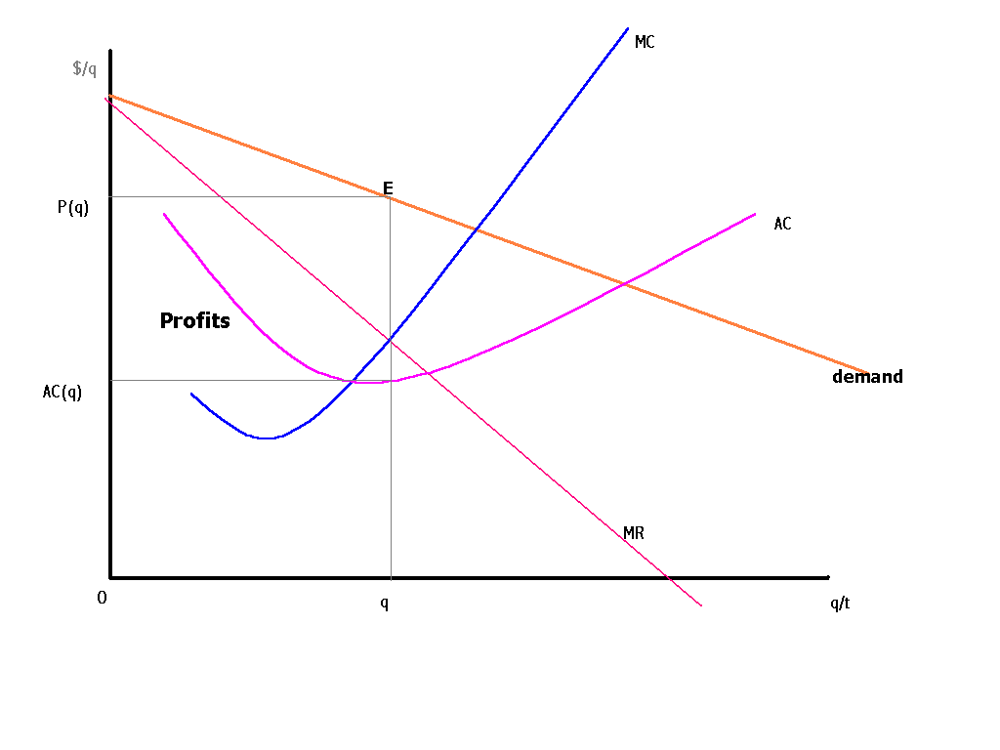 MC
$/q
E
P(q)
AC
Profits
demand
AC(q)
MR
0
q
q/t